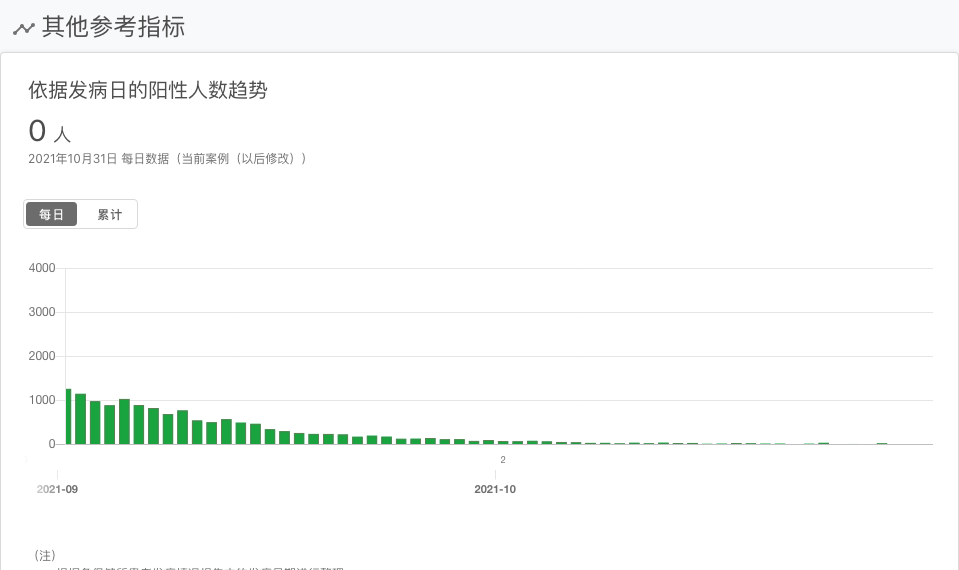 其他参考指标
依据发病日的阳性人数趋势
0 人
2021年10月31日 每日数据（当前案例（以后修改））
每日 累计
4000
3000
2000
1000
0
2
2021-09 2021-10
（注）